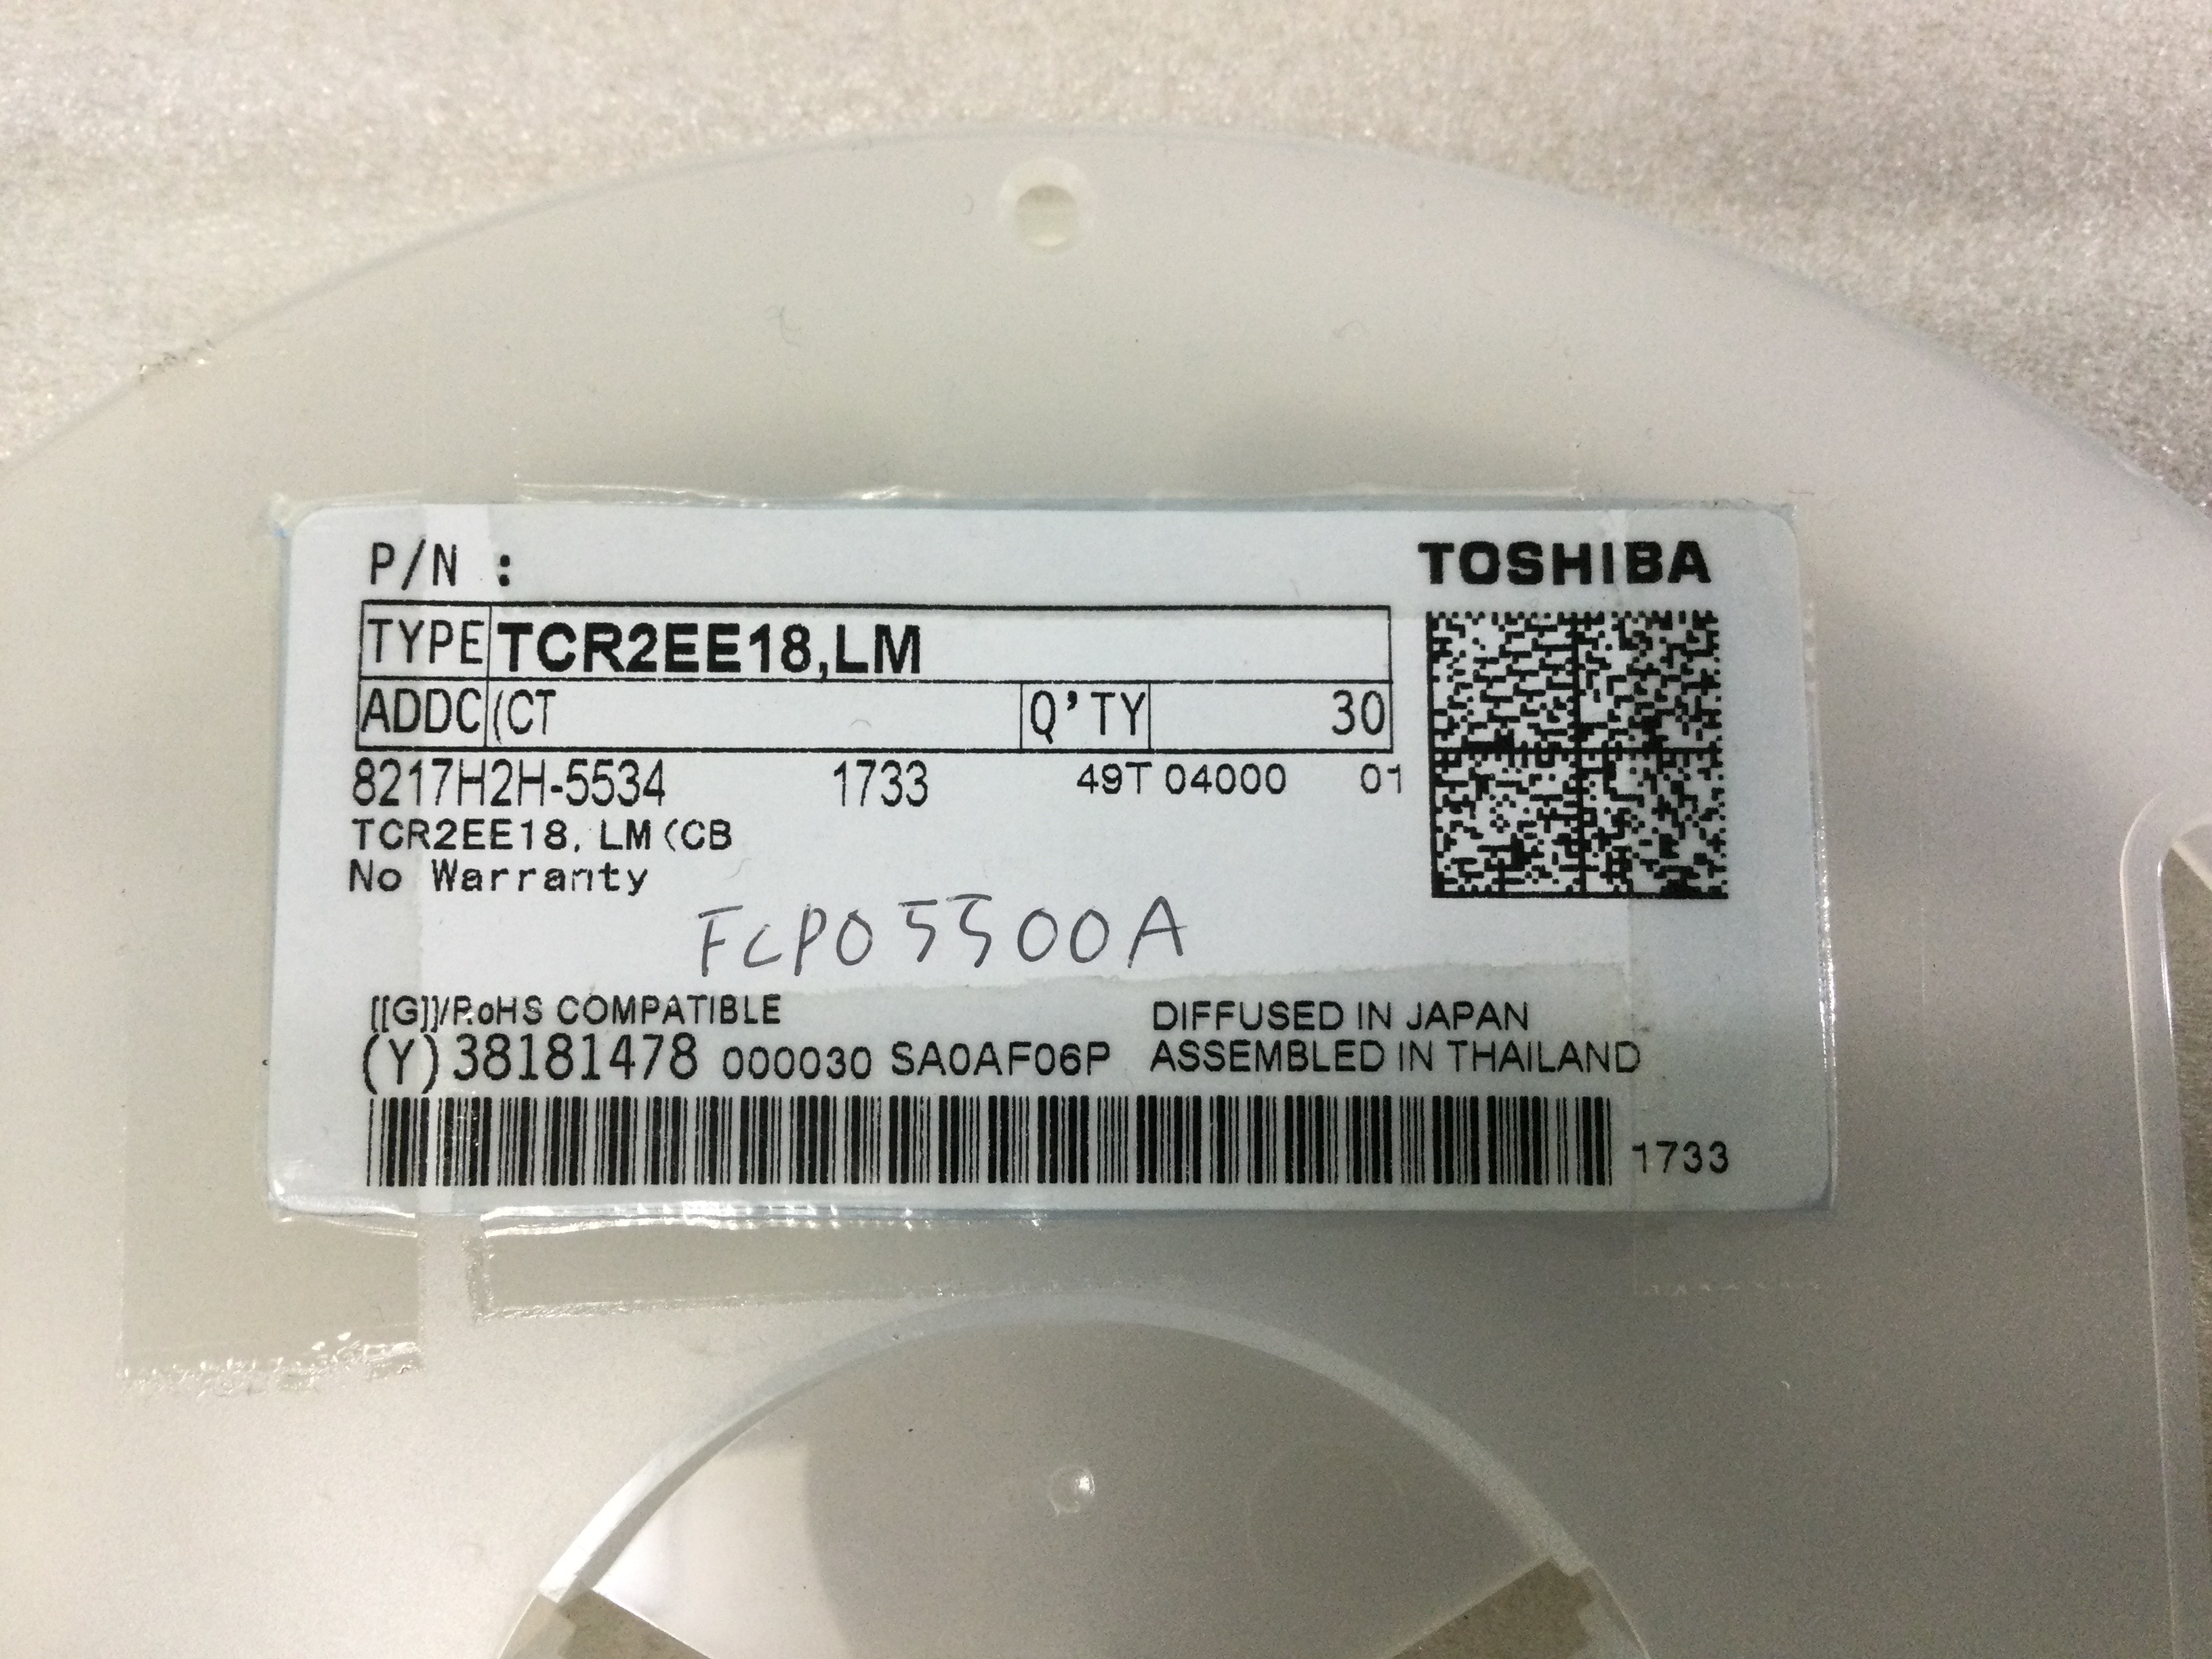 P/N :
TOSHIBA
TYPE TCR2EE18,LM
ADDC (CT Q'TY 30
8217H2H-5534 1733 49T 04000 01
TCR2EE18, LM (CB
No Warranty
FCP05500A
[[G]]/RoHS COMPATIBLE DIFFUSED IN JAPAN
(Y) 38181478 000030 SA0AF06P ASSEMBLED IN THAILAND
1733